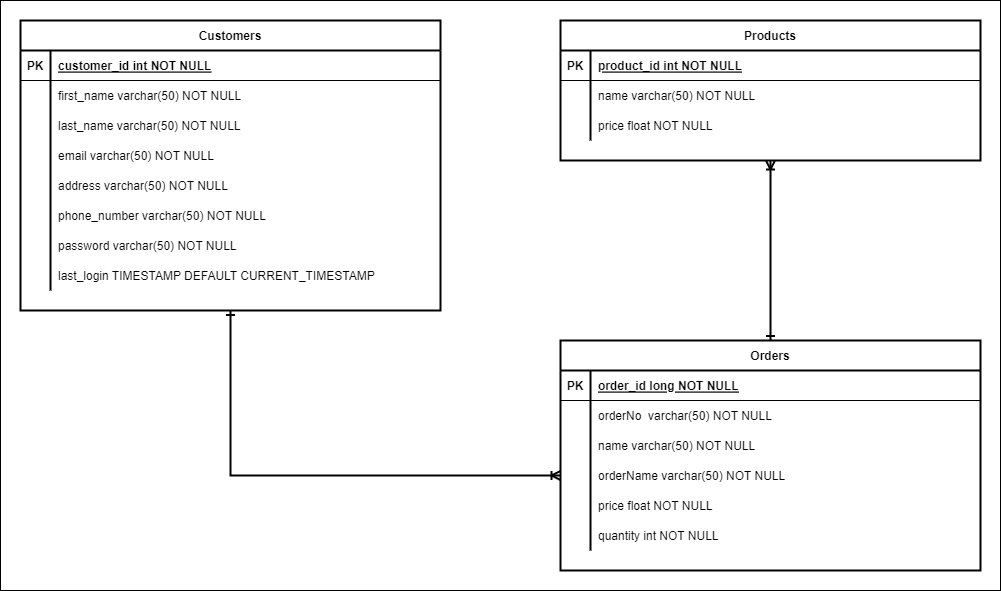 Customers
PK customer_id int NOT NULL
first_name varchar(50) NOT NULL
last_name varchar(50) NOT NULL
email varchar(50) NOT NULL
address varchar(50) NOT NULL
phone_number varchar(50) NOT NULL
password varchar(50) NOT NULL
last_login TIMESTAMP DEFAULT CURRENT_TIMESTAMP
Products
PK product_id int NOT NULL
name varchar(50) NOT NULL
price float NOT NULL
Orders
PK order_id long NOT NULL
orderNo  varchar(50) NOT NULL
name varchar(50) NOT NULL
orderName varchar(50) NOT NULL
price float NOT NULL
quantity int NOT NULL